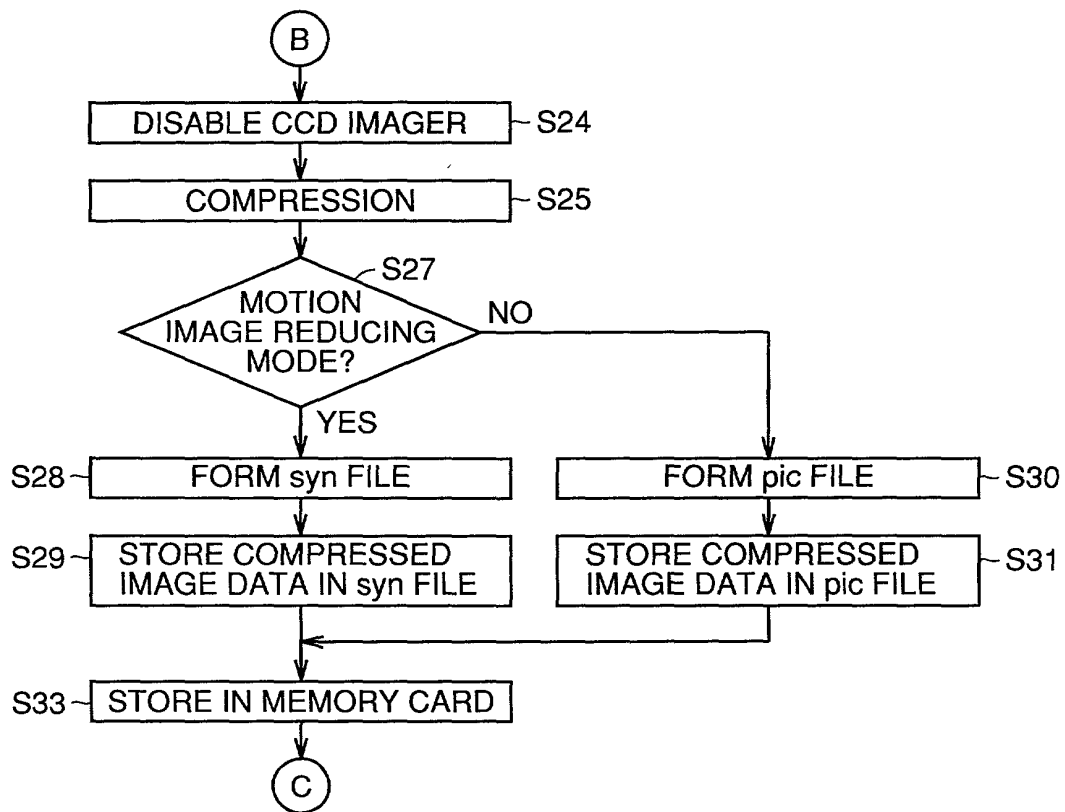 B
DISABLE CCD IMAGER
S24
COMPRESSION
S25
S27
MOTION
IMAGE REDUCING
MODE?
NO
YES
S28
FORM syn FILE
FORM pic FILE
S30
S29
STORE COMPRESSED
IMAGE DATA IN syn FILE
STORE COMPRESSED
IMAGE DATA IN pic FILE
S31
S33
STORE IN MEMORY CARD
C